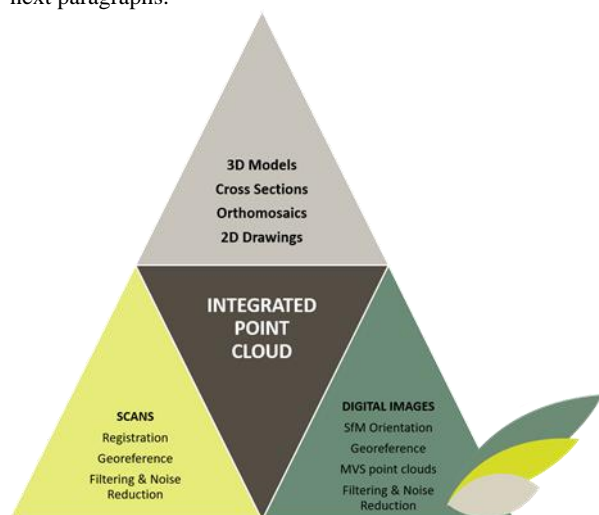 next paragraphs.
3D Models
Cross Sections
Orthomosaics
2D Drawings
INTEGRATED
POINT
CLOUD
SCANS
Registration
Georeference
Filtering & Noise
Reduction
DIGITAL IMAGES
SfM Orientation
Georeference
MVS point clouds
Filtering & Noise
Reduction